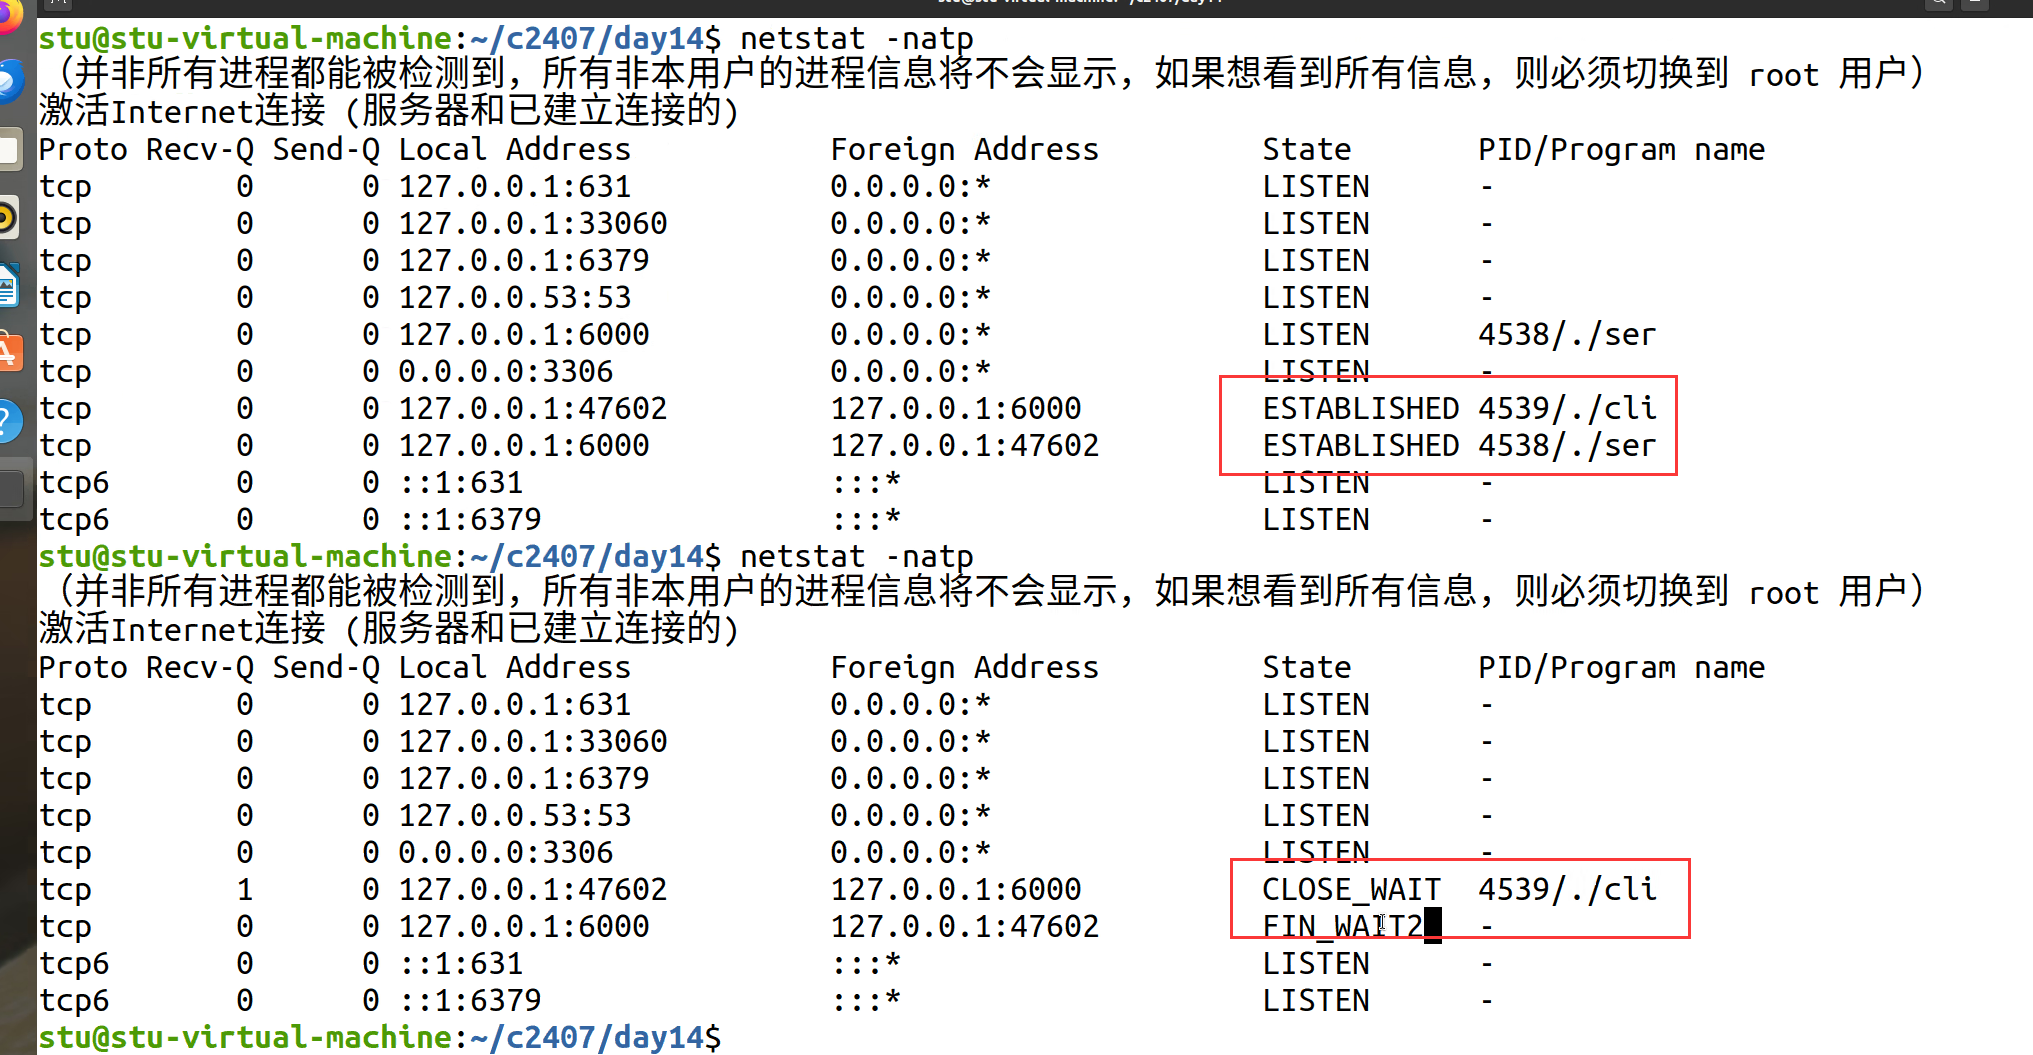 stu@stu-virtual-machine:~/c2407/day14$ netstat -natp
（并非所有进程都能被检测到，所有非本用户的进程信息将不会显示，如果想看到所有信息，则必须切换到 root 用户）
激活Internet连接 (服务器和已建立连接的)
Proto Recv-Q Send-Q Local Address           Foreign Address         State       PID/Program name
tcp        0      0 127.0.0.1:631           0.0.0.0:*               LISTEN      -
tcp        0      0 127.0.0.1:33060         0.0.0.0:*               LISTEN      -
tcp        0      0 127.0.0.1:6379          0.0.0.0:*               LISTEN      -
tcp        0      0 127.0.0.53:53           0.0.0.0:*               LISTEN      -
tcp        0      0 127.0.0.1:6000          0.0.0.0:*               LISTEN      4538/./ser
tcp        0      0 0.0.0.0:3306            0.0.0.0:*               LISTEN      -
tcp        0      0 127.0.0.1:47602         127.0.0.1:6000          ESTABLISHED 4539/./cli
tcp        0      0 127.0.0.1:6000          127.0.0.1:47602         ESTABLISHED 4538/./ser
tcp6       0      0 ::1:631                 :::*                    LISTEN      -
tcp6       0      0 ::1:6379                :::*                    LISTEN      -
stu@stu-virtual-machine:~/c2407/day14$ netstat -natp
（并非所有进程都能被检测到，所有非本用户的进程信息将不会显示，如果想看到所有信息，则必须切换到 root 用户）
激活Internet连接 (服务器和已建立连接的)
Proto Recv-Q Send-Q Local Address           Foreign Address         State       PID/Program name
tcp        0      0 127.0.0.1:631           0.0.0.0:*               LISTEN      -
tcp        0      0 127.0.0.1:33060         0.0.0.0:*               LISTEN      -
tcp        0      0 127.0.0.1:6379          0.0.0.0:*               LISTEN      -
tcp        0      0 127.0.0.53:53           0.0.0.0:*               LISTEN      -
tcp        0      0 0.0.0.0:3306            0.0.0.0:*               LISTEN      -
tcp        1      0 127.0.0.1:47602         127.0.0.1:6000          CLOSE_WAIT  4539/./cli
tcp        0      0 127.0.0.1:6000          127.0.0.1:47602         FIN_WAIT2   -
tcp6       0      0 ::1:631                 :::*                    LISTEN      -
tcp6       0      0 ::1:6379                :::*                    LISTEN      -
stu@stu-virtual-machine:~/c2407/day14$